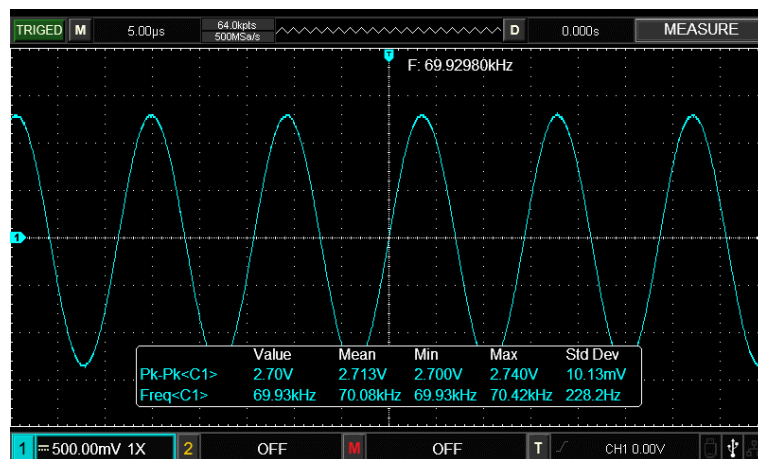 TRIGED M 5.00µs 64.0kpts 500MSa/s D 0.000s MEASURE
T
F: 69.92980kHz
1
Value Mean Min Max Std Dev
Pk-Pk<C1> 2.70V 2.713V 2.700V 2.740V 10.13mV
Freq<C1> 69.93kHz 70.08kHz 69.93kHz 70.42kHz 228.2Hz
1 500.00mV 1X 2 OFF M OFF T CH1 0.00V